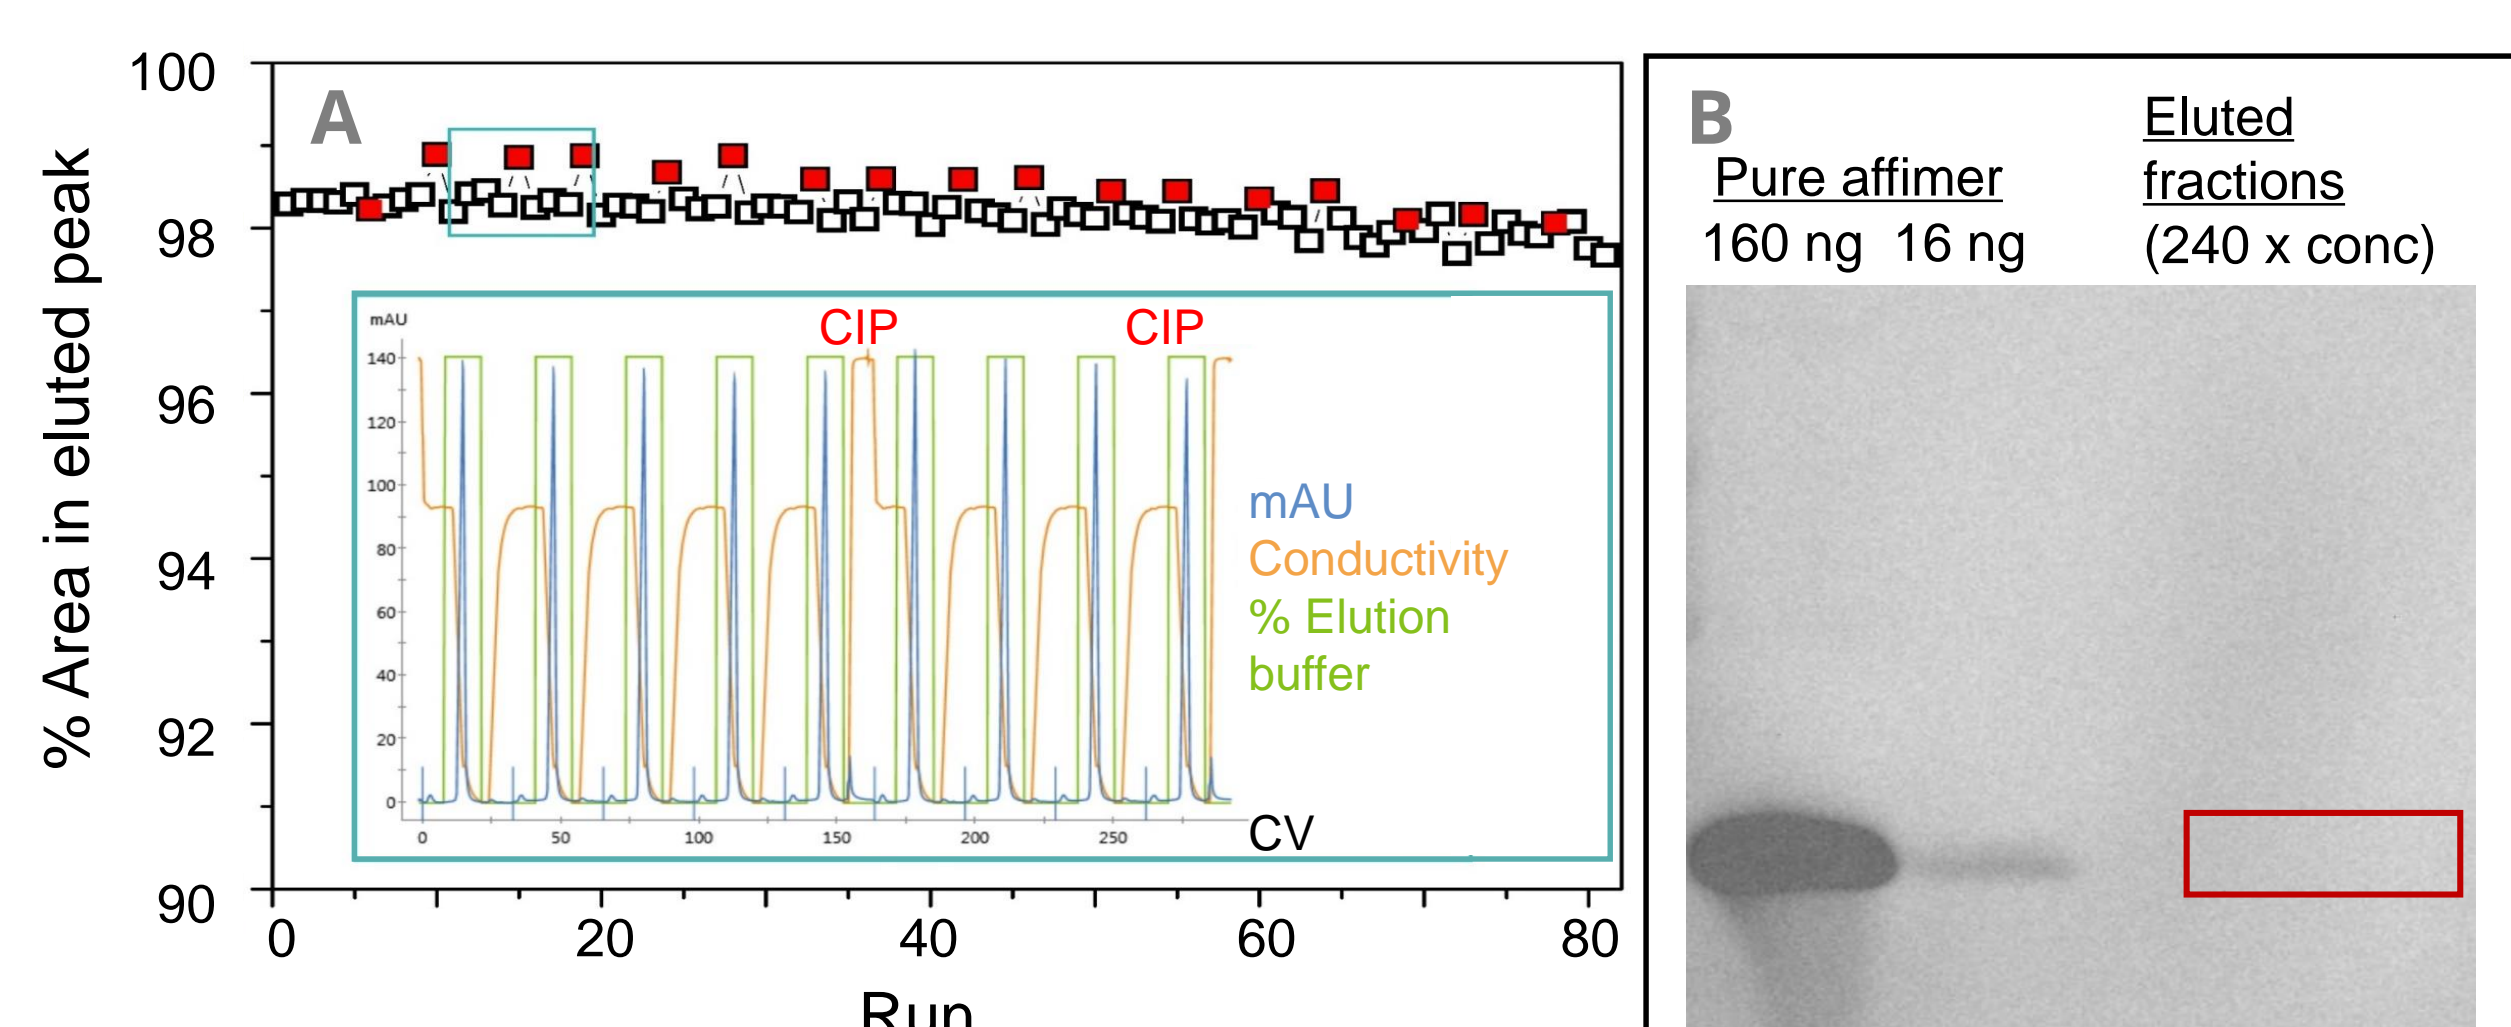 % Area in eluted peak
100
98
96
94
92
90
A
mAU
140
120
100
80
60
40
20
0
CIP
CIP
mAU
Conductivity
% Elution
buffer
0
50
100
150
200
250
CV
0
20
40
60
80
Run
B
Pure affimer
160 ng 16 ng
Eluted
fractions
(240 x conc)